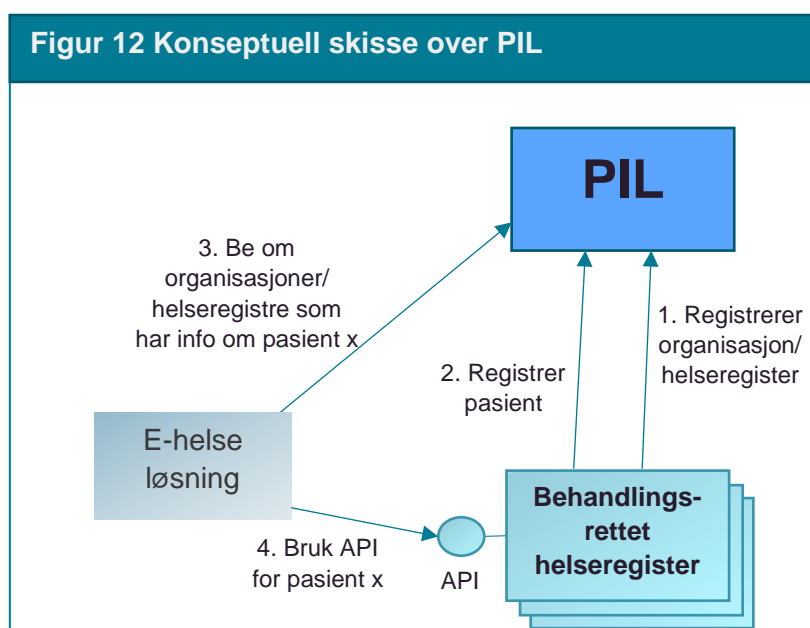 Figur 12 Konseptuell skisse over PIL
PIL
3. Be om
organisasjoner/
helseregistre som
har info om pasient x
1. Registrerer
organisasjon/
helseregister
2. Registrer
pasient
E-helse
løsning
Behandlings-
rettet
helseregister
4. Bruk API
for pasient x
API